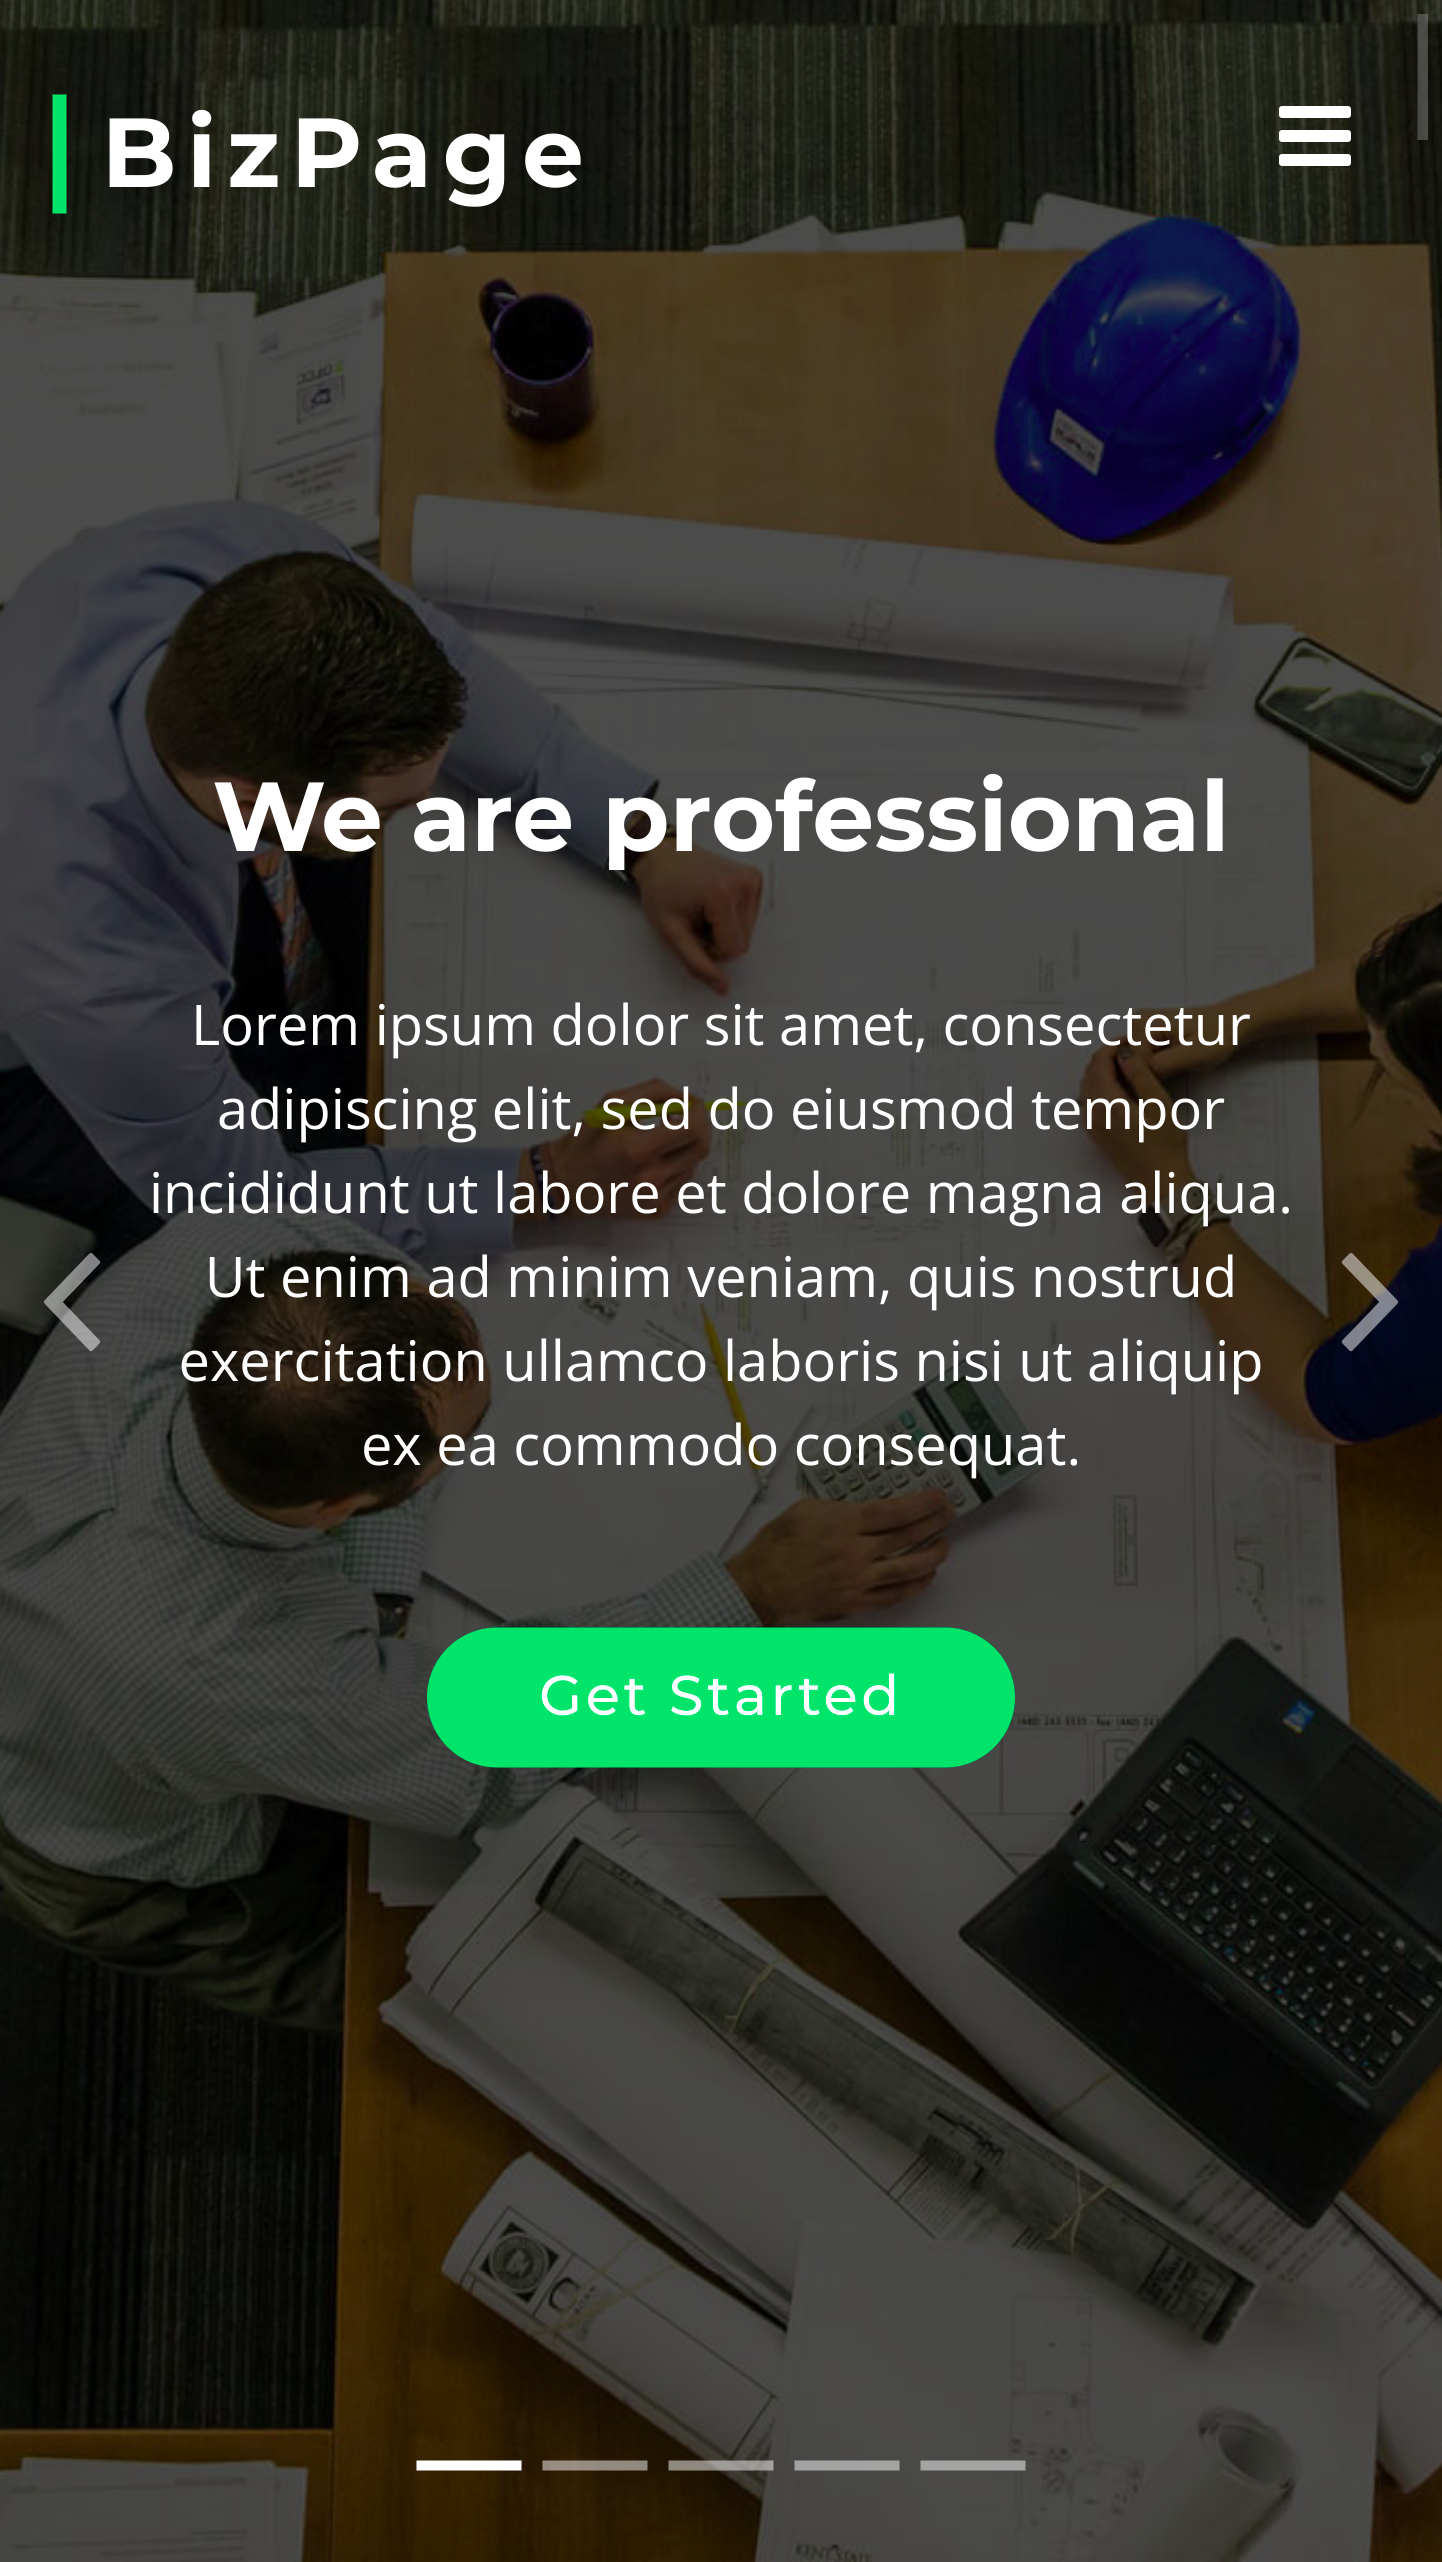 BizPage
We are professional
Lorem ipsum dolor sit amet, consectetur
adipiscing elit, sed do eiusmod tempor
incididunt ut labore et dolore magna aliqua.
Ut enim ad minim veniam, quis nostrud
exercitation ullamco laboris nisi ut aliquip
ex ea commodo consequat.
Get Started
KENT STATE